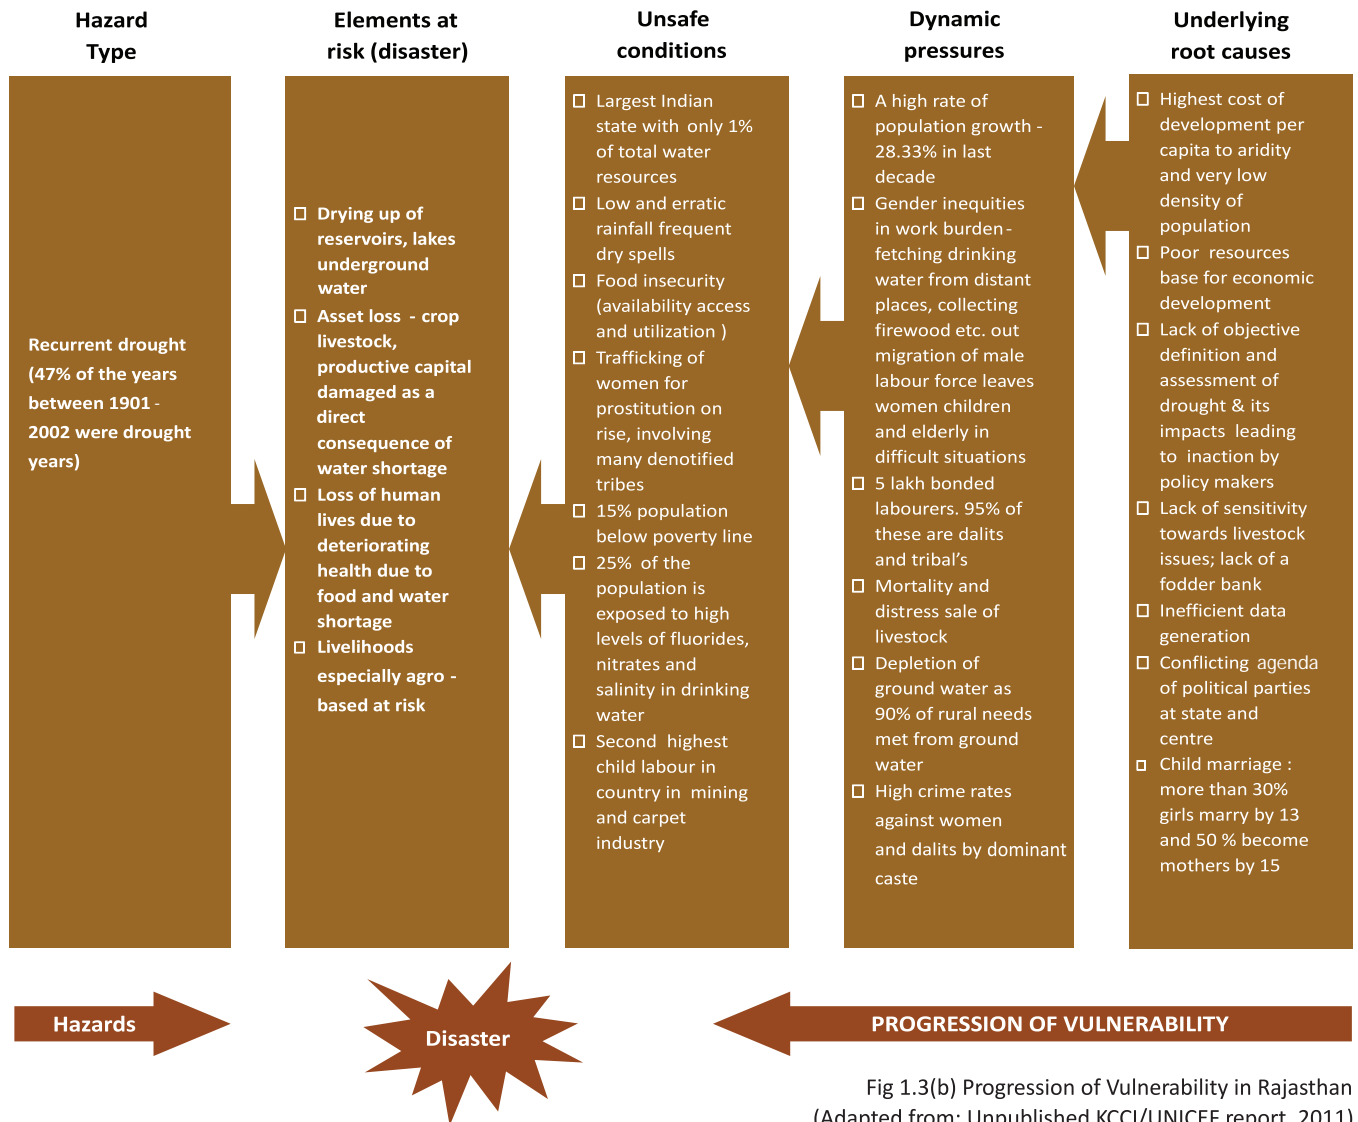 Hazard
Type
Elements at
risk (disaster)
Unsafe
conditions
Dynamic
pressures
Underlying
root causes
Recurrent drought
(47% of the years
between 1901 -
2002 were drought
years)
Drying up of
reservoirs, lakes
underground
water
Asset loss - crop
livestock,
productive capital
damaged as a
direct
consequence of
water shortage
Loss of human
lives due to
deteriorating
health due to
food and water
shortage
Livelihoods
especially agro -
based at risk
Largest Indian
state with only 1%
of total water
resources
Low and erratic
rainfall frequent
dry spells
Food insecurity
(availability access
and utilization )
Trafficking of
women for
prostitution on
rise, involving
many denotified
tribes
15% population
below poverty line
25% of the
population is
exposed to high
levels of fluorides,
nitrates and
salinity in drinking
water
Second highest
child labour in
country in mining
and carpet
industry
A high rate of
population growth -
28.33% in last
decade
Gender inequities
in work burden -
fetching drinking
water from distant
places, collecting
firewood etc. out
migration of male
labour force leaves
women children
and elderly in
difficult situations
5 lakh bonded
labourers. 95% of
these are dalits
and tribal's
Mortality and
distress sale of
livestock
Depletion of
ground water as
90% of rural needs
met from ground
water
High crime rates
against women
and dalits by dominant
caste
Highest cost of
development per
capita to aridity
and very low
density of
population
Poor resources
base for economic
development
Lack of objective
definition and
assessment of
drought & its
impacts leading
to inaction by
policy makers
Lack of sensitivity
towards livestock
issues; lack of a
fodder bank
Inefficient data
generation
Conflicting agenda
of political parties
at state and
centre
Child marriage :
more than 30%
girls marry by 13
and 50 % become
mothers by 15
Hazards
Disaster
PROGRESSION OF VULNERABILITY
Fig 1.3(b) Progression of Vulnerability in Rajasthan
(Adapted from: Unpublished KCCI/UNICEF report, 2011)